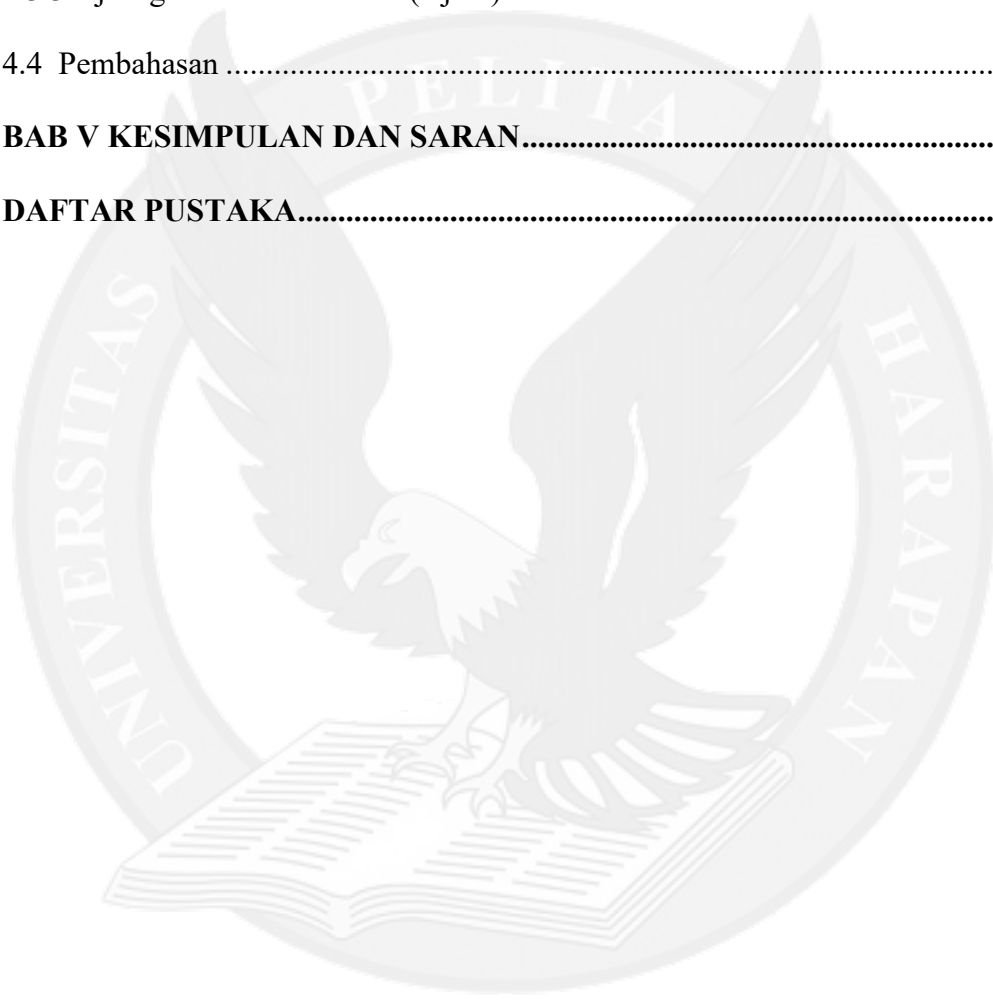 4.4 Pembahasan ................................................................................
BAB V KESIMPULAN DAN SARAN...........................................................
DAFTAR PUSTAKA.....................................................................................
UNIVERSITAS PELITA HARAPAN